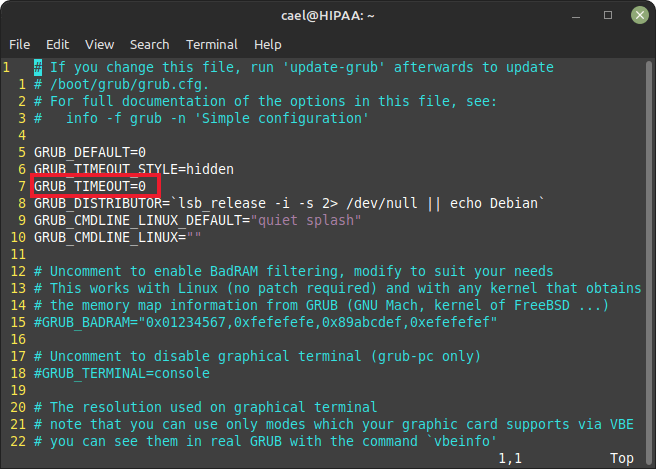 cael@HIPAA: ~
File Edit View Search Terminal Help
1 # If you change this file, run 'update-grub' afterwards to update
1 # /boot/grub/grub.cfg.
2 # For full documentation of the options in this file, see:
3 #   info -f grub -n 'Simple configuration'
4
5 GRUB_DEFAULT=0
6 GRUB_TIMEOUT_STYLE=hidden
7 GRUB_TIMEOUT=0
8 GRUB_DISTRIBUTOR=`lsb_release -i -s 2> /dev/null || echo Debian`
9 GRUB_CMDLINE_LINUX_DEFAULT="quiet splash"
10 GRUB_CMDLINE_LINUX=""
11
12 # Uncomment to enable BadRAM filtering, modify to suit your needs
13 # This works with Linux (no patch required) and with any kernel that obtains
14 # the memory map information from GRUB (GNU Mach, kernel of FreeBSD ...)
15 #GRUB_BADRAM="0x01234567,0xfefefefe,0x89abcdef,0xefefefef"
16
17 # Uncomment to disable graphical terminal (grub-pc only)
18 #GRUB_TERMINAL=console
19
20 # The resolution used on graphical terminal
21 # note that you can use only modes which your graphic card supports via VBE
22 # you can see them in real GRUB with the command `vbeinfo'
1,1 Top